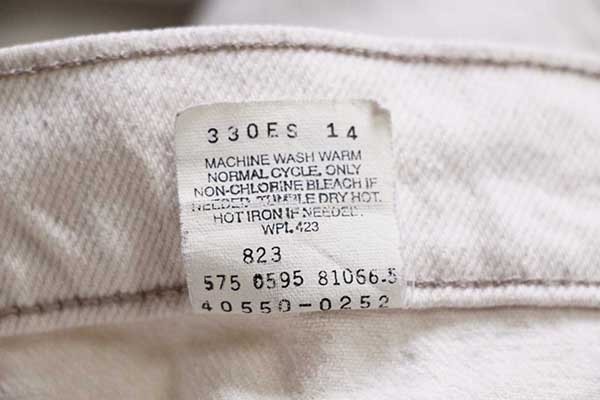 330ES 14
MACHINE WASH WARM
NORMAL CYCLE. ONLY
NON-CHLORINE BLEACH IF
NEEDED. TUMBLE DRY HOT.
HOT IRON IF NEEDED.
WPL 423
823
575 0595 81066.5
40550-0252